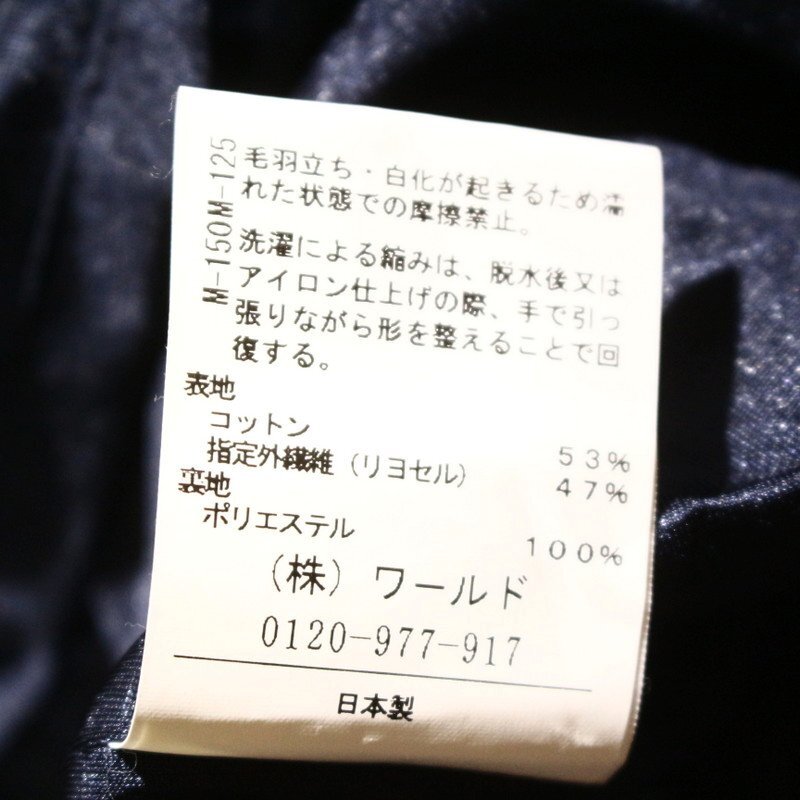 M-125
毛羽立ち・白化が起きるため濡
れた状態での摩擦禁止。
M-150
洗濯による縮みは、脱水後又は
アイロン仕上げの際、手で引っ
張りながら形を整えることで回
復する。
表地
コットン 53%
指定外繊維(リヨセル) 47%
裏地
ポリエステル 100%
(株)ワールド
0120-977-917
日本製